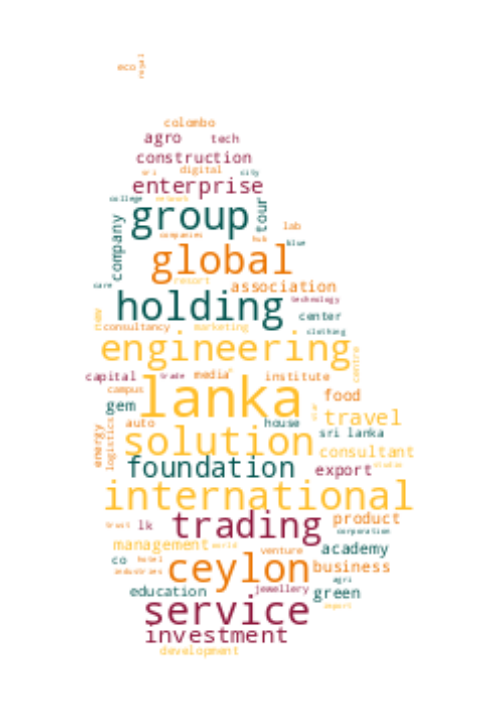 eco royal
colombo
agro tech
construction
sri digital city
enterprise
college network
group tour
company companies lab
hub blue
global
care resort association
holding technology
new center
consultancy marketing clothing
engineering
centre
capital trade media institute
campus
lanka food
gem star
auto house travel
energy logistics solution sri lanka
consultant
foundation export studio
international
trust lk trading product
corporation
management world academy
co hotel venture
ceylon business
industries agri
education jewellery green
service import
investment
development